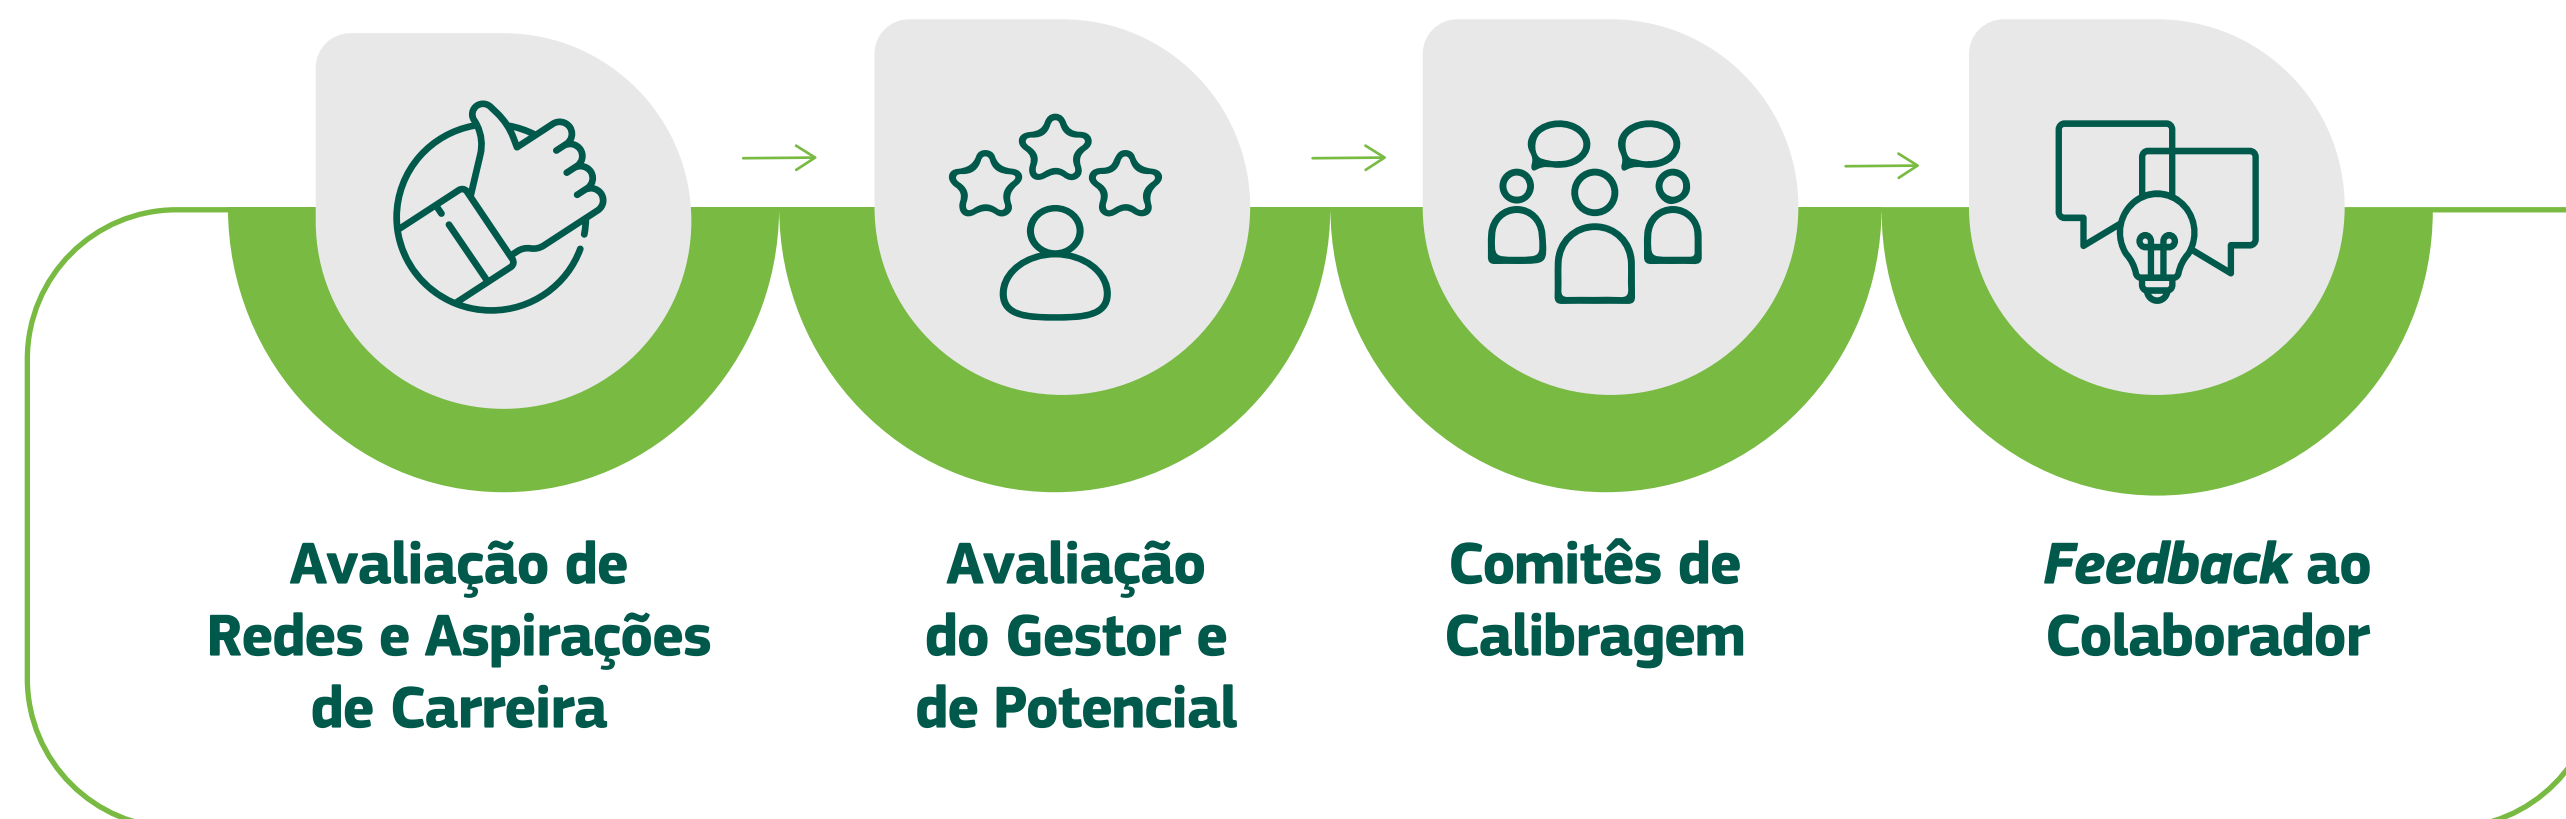 Avaliação de
Redes e Aspirações
de Carreira
Avaliação
do Gestor e
de Potencial
Comitês de
Calibragem
Feedback ao
Colaborador